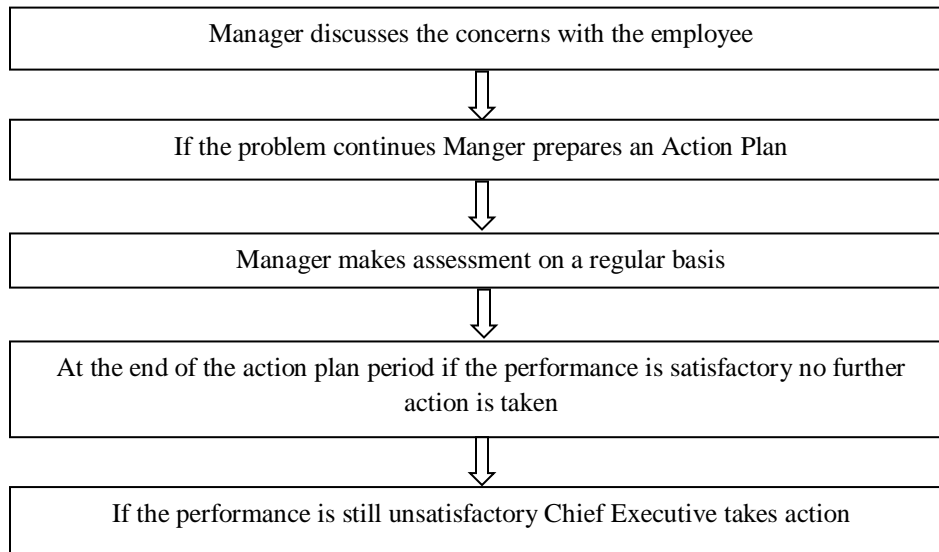 Manager discusses the concerns with the employee
If the problem continues Manger prepares an Action Plan
Manager makes assessment on a regular basis
At the end of the action plan period if the performance is satisfactory no further
action is taken
If the performance is still unsatisfactory Chief Executive takes action